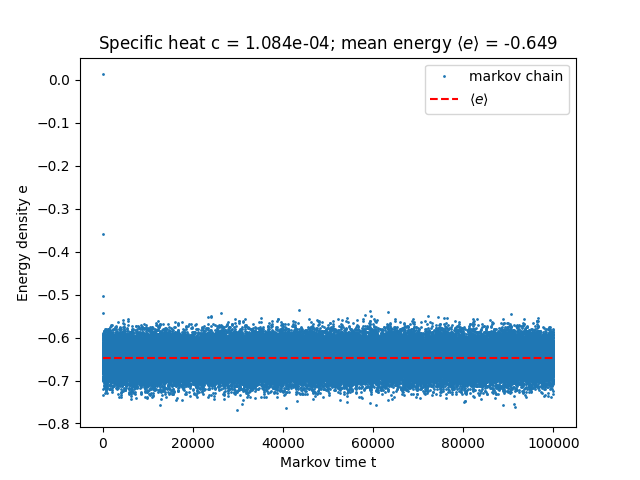 Specific heat c = 1.084e-04; mean energy ⟨e⟩ = -0.649
markov chain
⟨e⟩
Energy density e
0.0
−0.1
−0.2
−0.3
−0.4
−0.5
−0.6
−0.7
−0.8
0 20000 40000 60000 80000 100000
Markov time t